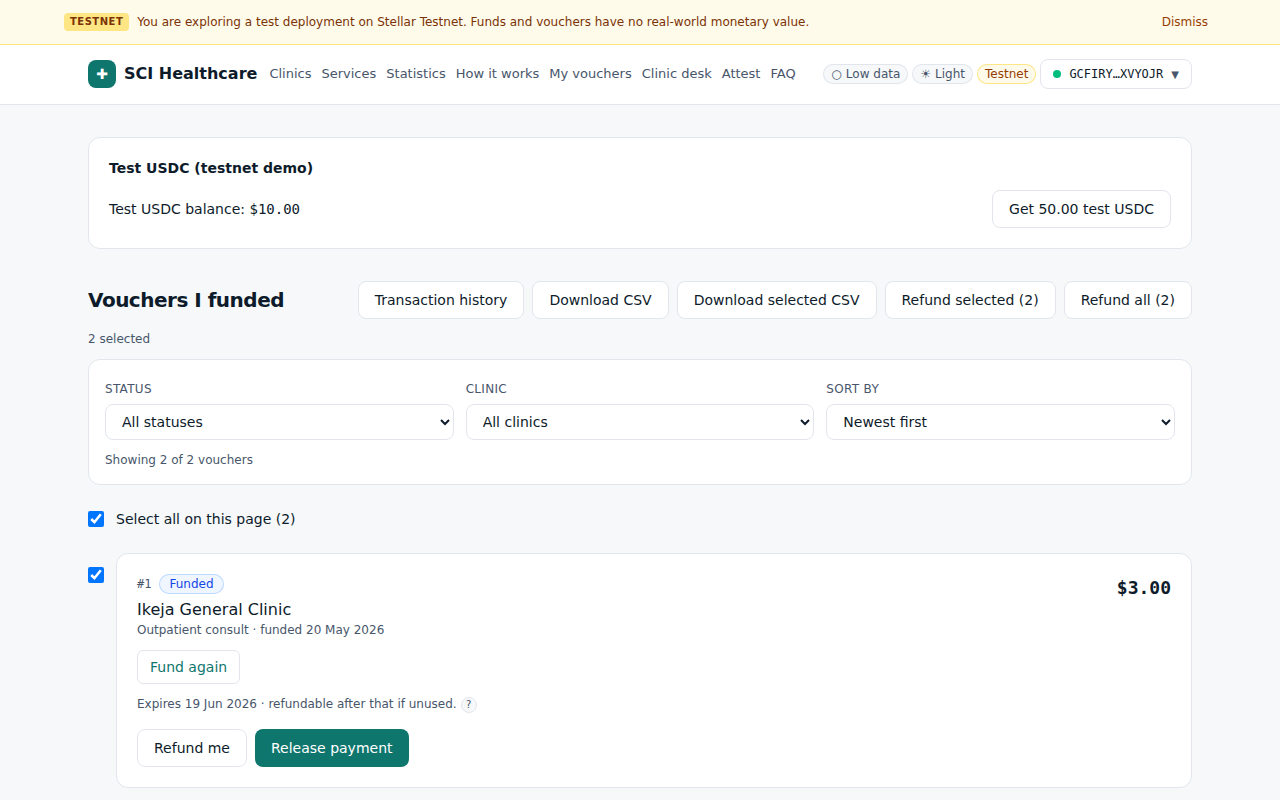 TESTNET You are exploring a test deployment on Stellar Testnet. Funds and vouchers have no real-world monetary value. Dismiss
SCI Healthcare Clinics Services Statistics How it works My vouchers Clinic desk Attest FAQ ○ Low data ☀ Light Testnet GCFIRY…XVYOJR ▼
Test USDC (testnet demo)
Test USDC balance: $10.00 Get 50.00 test USDC
Vouchers I funded Transaction history Download CSV Download selected CSV Refund selected (2) Refund all (2)
2 selected
STATUS CLINIC SORT BY
All statuses All clinics Newest first
Showing 2 of 2 vouchers
Select all on this page (2)
#1 Funded $3.00
Ikeja General Clinic
Outpatient consult · funded 20 May 2026
Fund again
Expires 19 Jun 2026 · refundable after that if unused. ?
Refund me Release payment